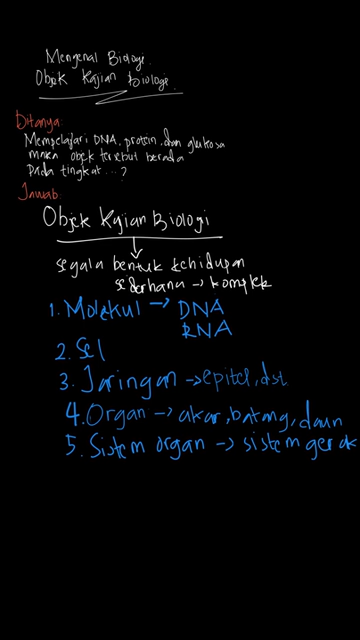 Mengenal Biologi
Objek Kajian Biologi
Ditanya
Mempelajari DNA, protein, dan glukosa
maka objek tersebut berada
pada tingkat ... ?
Jawab
Objek Kajian Biologi
segala bentuk kehidupan
sederhana → komplek
1. Molekul → DNA
RNA
2. Sel
3. Jaringan → epitel, dst
4. Organ → akar, batang, daun
5. Sistem organ → sistem gerak